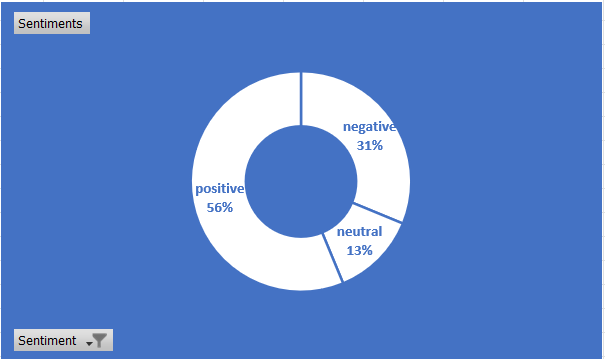 Sentiments
negative
31%
positive
56%
neutral
13%
Sentiment